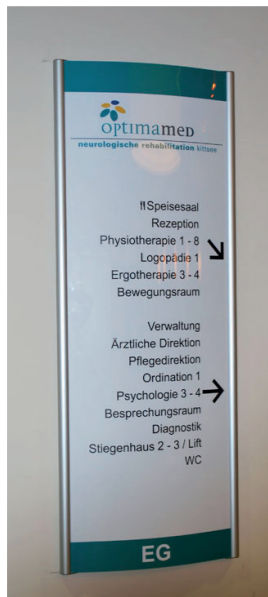 optimamed
neurologische rehabilitation kittsee
Speisesaal
Rezeption
Physiotherapie 1 - 8
Logopädie 1
Ergotherapie 3 - 4
Bewegungsraum
Verwaltung
Ärztliche Direktion
Pflegedirektion
Ordination 1
Psychologie 3 - 4
Besprechungsraum
Diagnostik
Stiegenhaus 2 - 3 / Lift
WC
EG